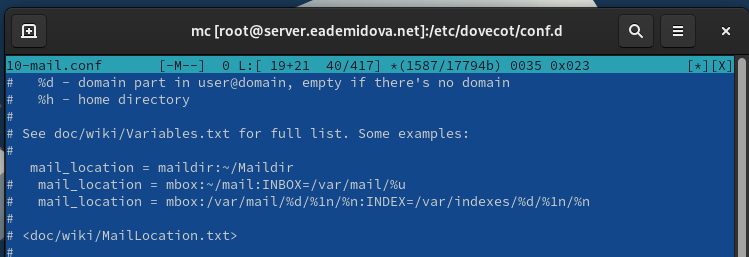 mc [root@server.eademidova.net]:/etc/dovecot/conf.d
10-mail.conf [-M--] 0 L:[ 19+21 40/417] *(1587/17794b) 0035 0x023 [*][X]
# %d - domain part in user@domain, empty if there's no domain
# %h - home directory
#
# See doc/wiki/Variables.txt for full list. Some examples:
#
mail_location = maildir:~/Maildir
# mail_location = mbox:~/mail:INBOX=/var/mail/%u
# mail_location = mbox:/var/mail/%d/%1n/%n:INDEX=/var/indexes/%d/%1n/%n
#
# <doc/wiki/MailLocation.txt>
#